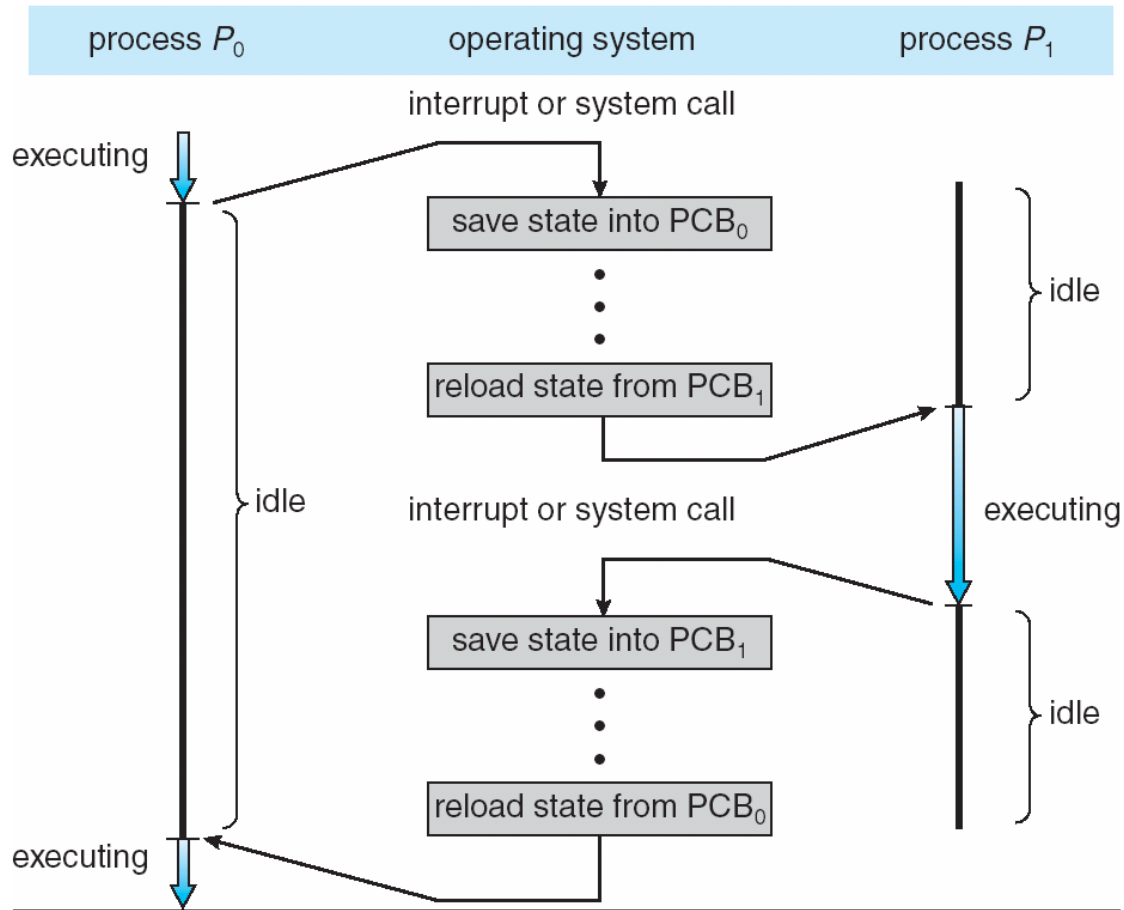 process P₀ operating system process P₁
interrupt or system call
executing
save state into PCB₀
idle
reload state from PCB₁
idle
interrupt or system call
executing
save state into PCB₁
idle
reload state from PCB₀
executing